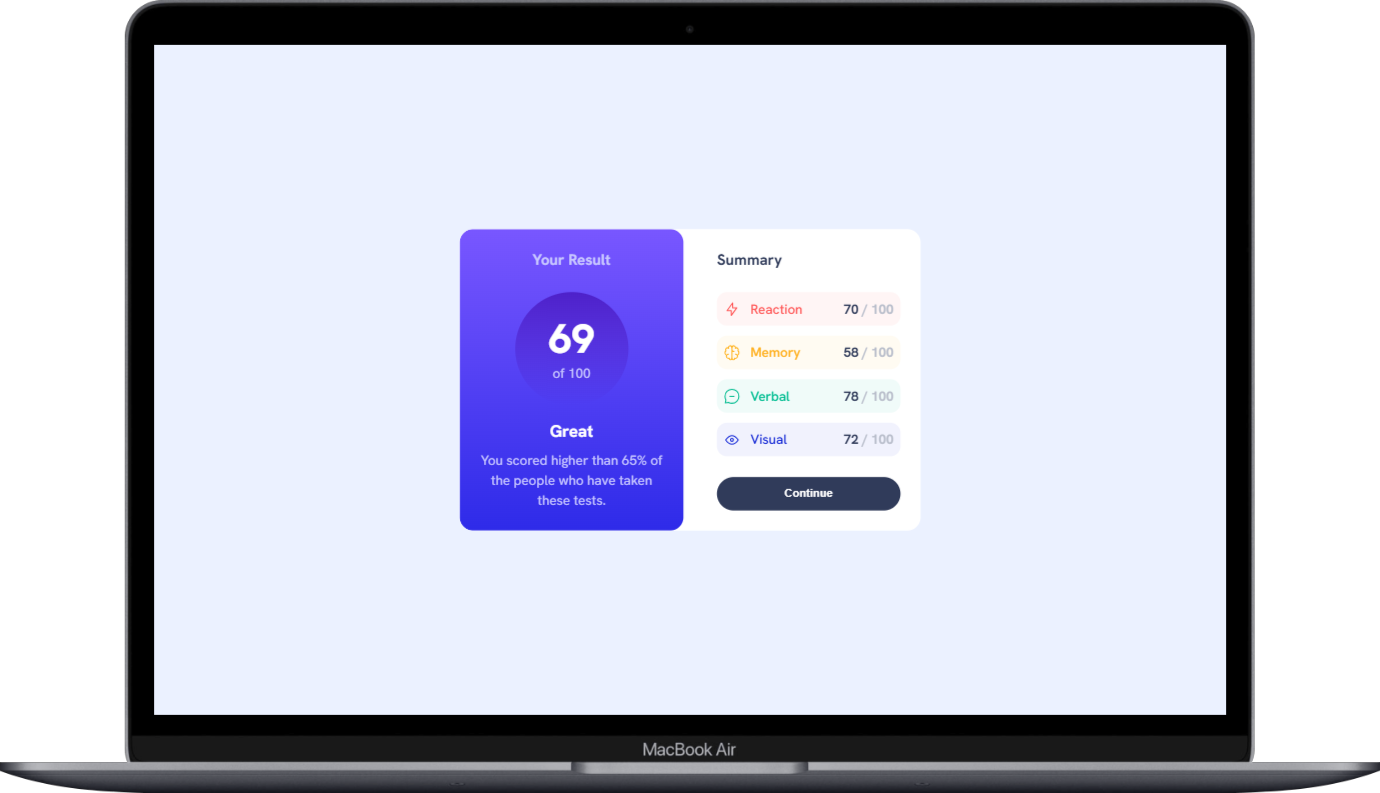 Your Result
69
of 100
Great
You scored higher than 65% of
the people who have taken
these tests.
Summary
Reaction 70 / 100
Memory 58 / 100
Verbal 78 / 100
Visual 72 / 100
Continue
MacBook Air